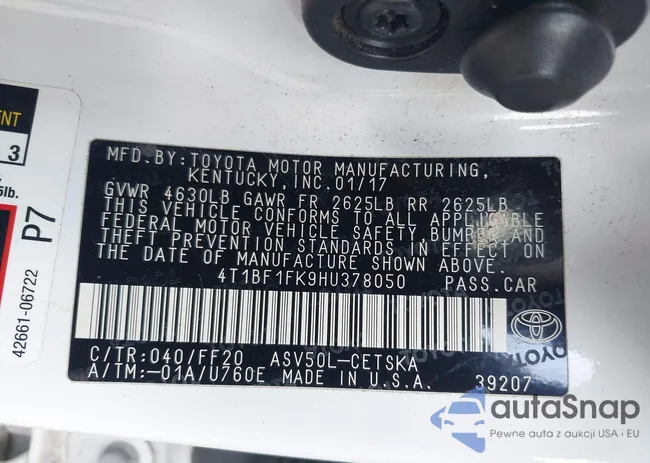 MFD.BY: TOYOTA MOTOR MANUFACTURING,
KENTUCKY, INC. 01/17
GVWR 4630LB GAWR FR 2625LB RR 2625LB
THIS VEHICLE CONFORMS TO ALL APPLICABLE
FEDERAL MOTOR VEHICLE SAFETY, BUMPER AND
THEFT PREVENTION STANDARDS IN EFFECT ON
THE DATE OF MANUFACTURE SHOWN ABOVE.
4T1BF1FK9HU378050 PASS.CAR
C/TR:040/FF20 ASV50L-CETSKA
A/TM:-01A/U760E MADE IN U.S.A. 39207
ENT
3
lb.
P7
42661-06722
autoSnap
Pewne auta z aukcji USA i EU